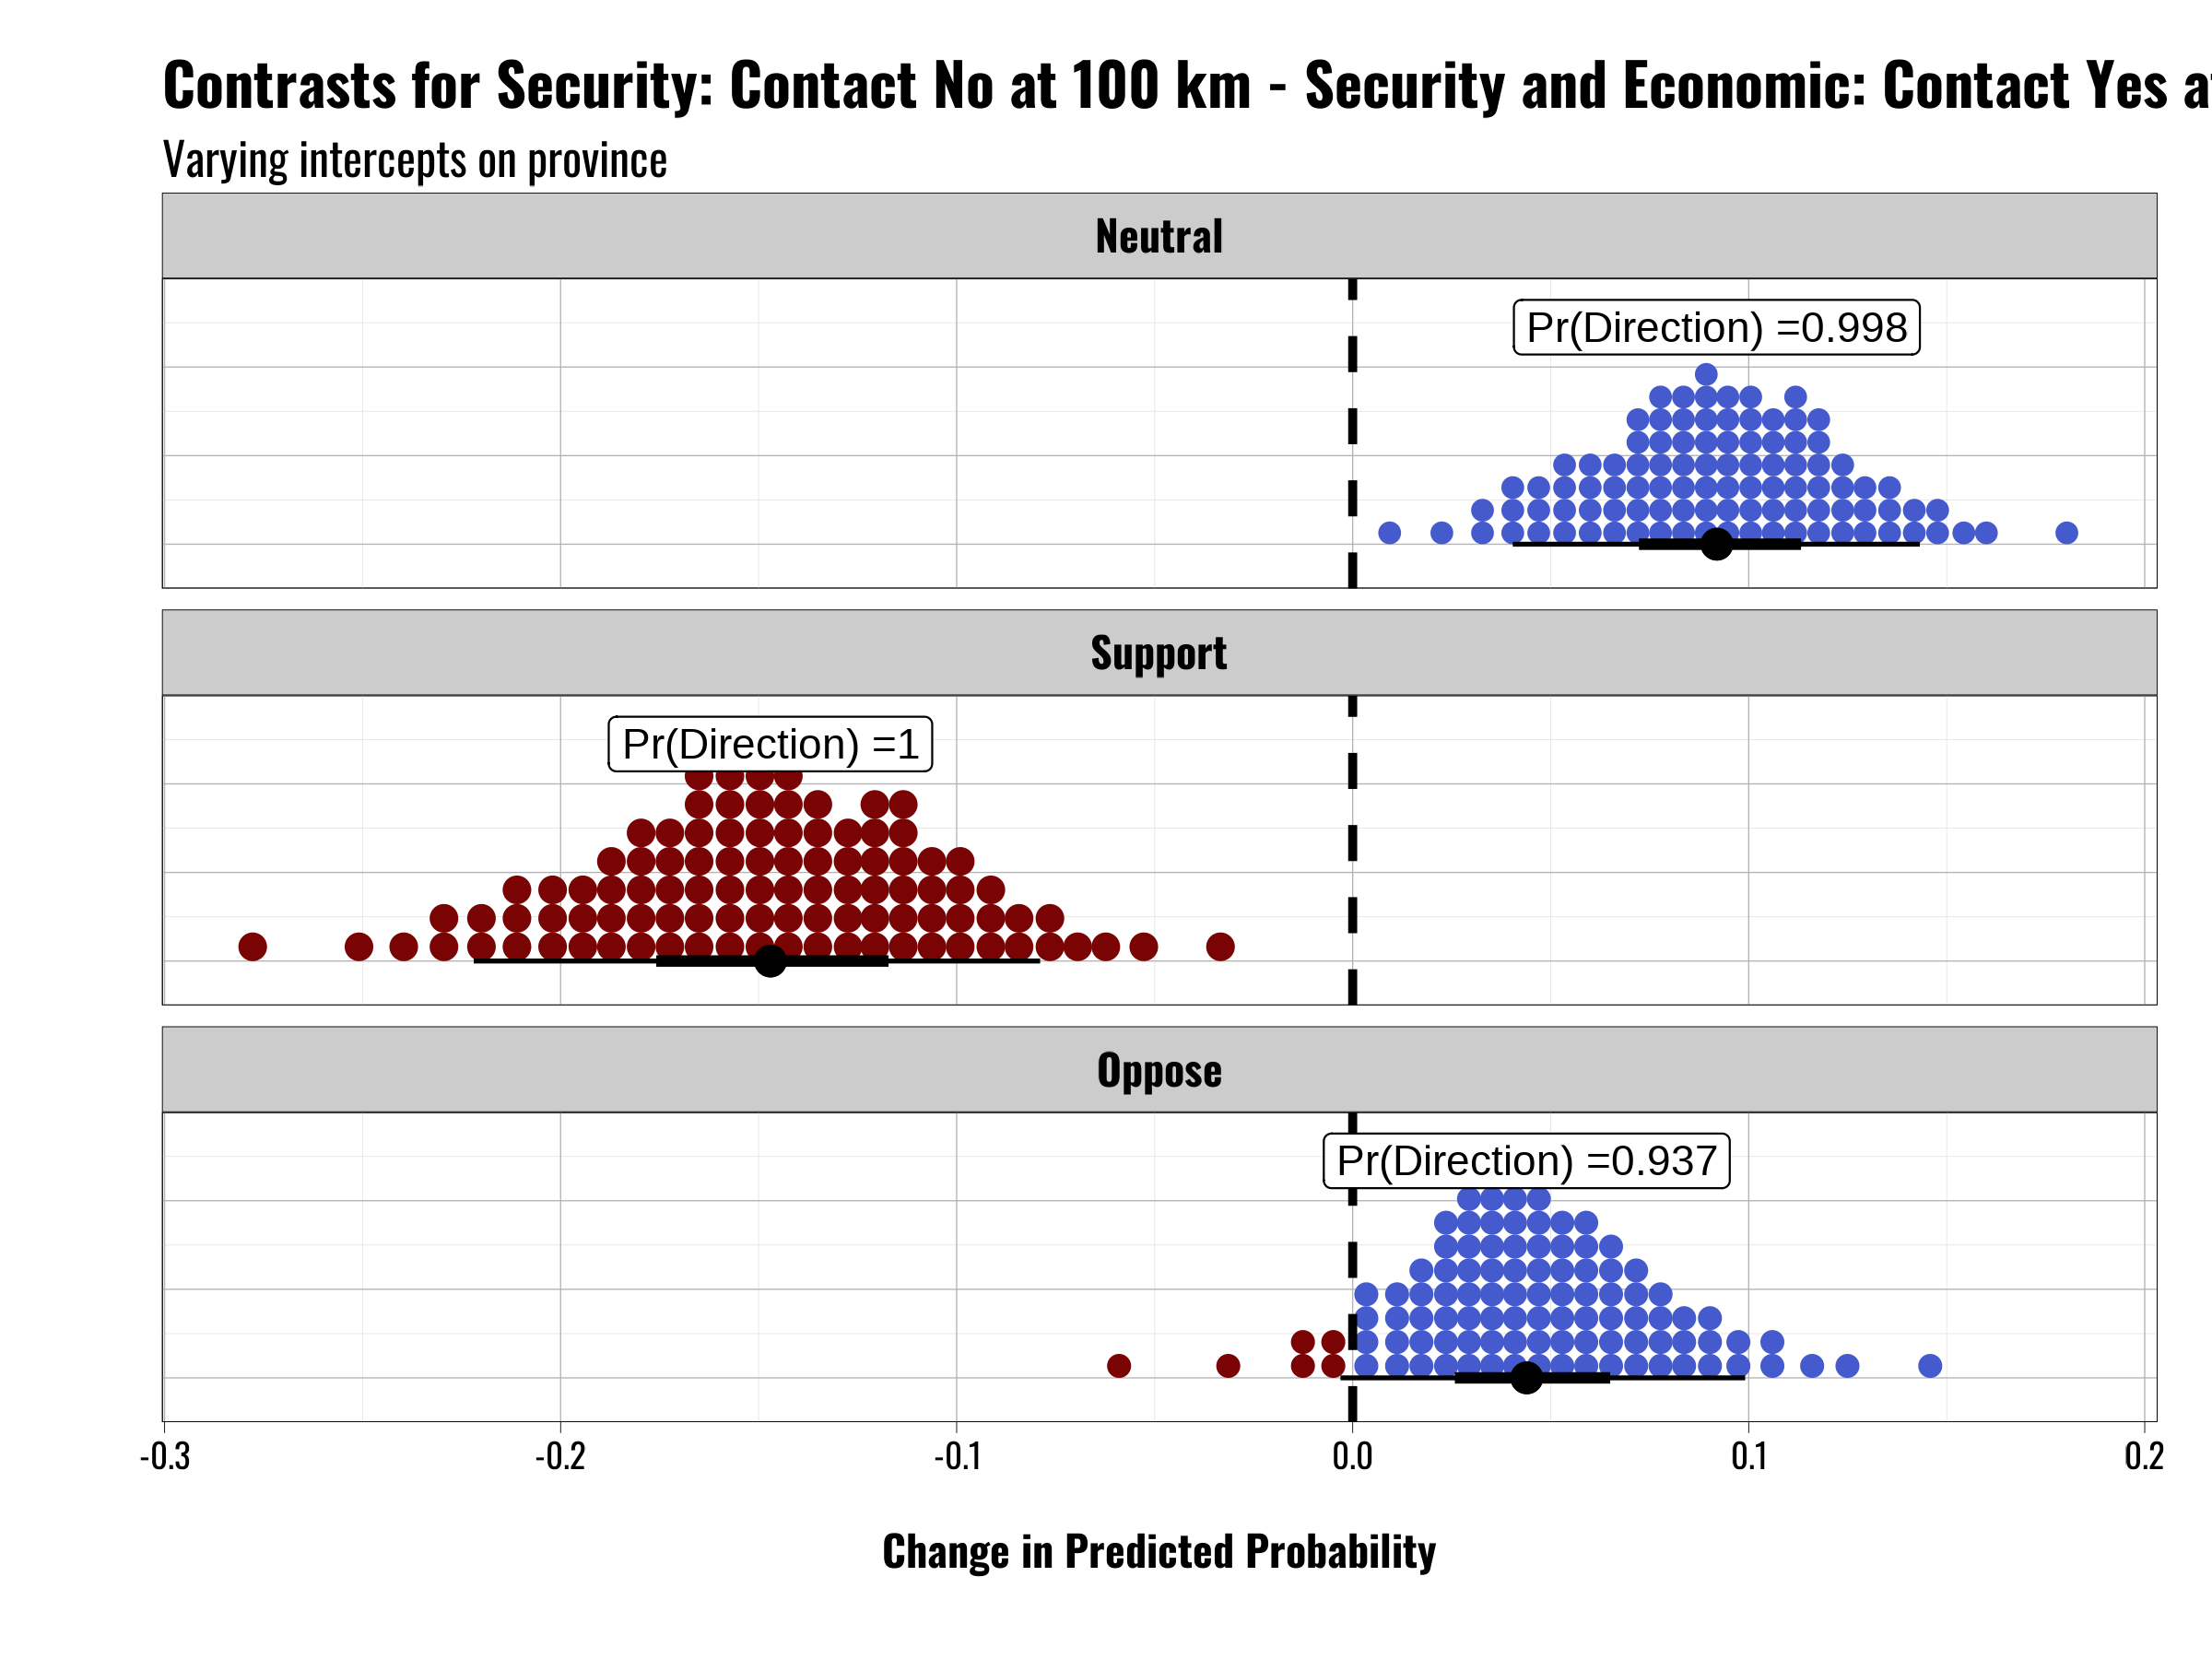 Contrasts for Security: Contact No at 100 km - Security and Economic: Contact Yes
Varying intercepts on province
Neutral
Pr(Direction) =0.998
Support
Pr(Direction) =1
Oppose
Pr(Direction) =0.937
-0.3 -0.2 -0.1 0.0 0.1 0.2
Change in Predicted Probability